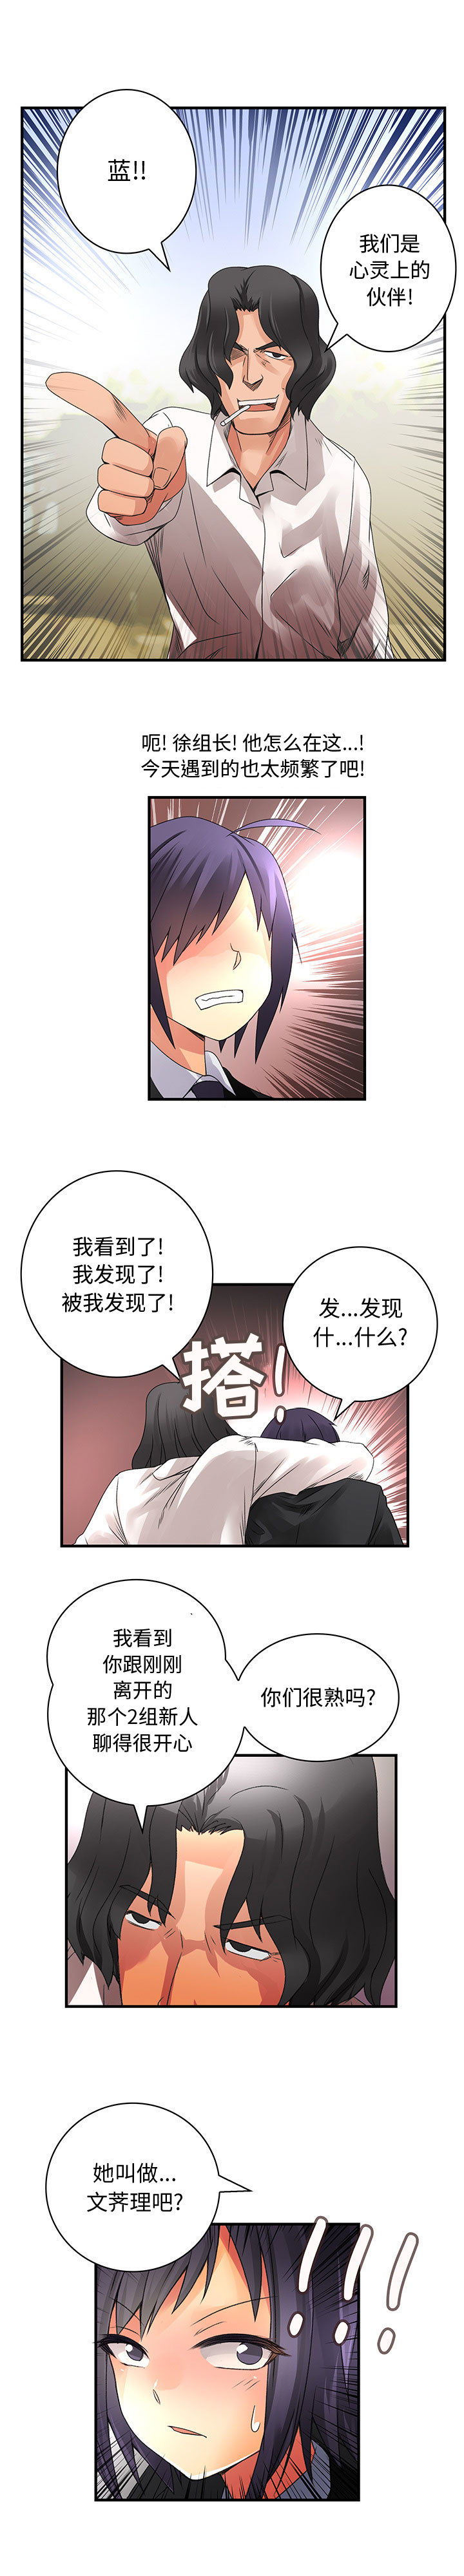 蓝!!
我们是
心灵上的
伙伴!
呃! 徐组长! 他怎么在这...!
今天遇到的也太频繁了吧!
我看到了!
我发现了!
被我发现了!
发...发现
什...什么?
搭!
我看到
你跟刚刚
离开的
那个2组新人
聊得很开心
你们很熟吗?
她叫做...
文荠理吧?
!!!